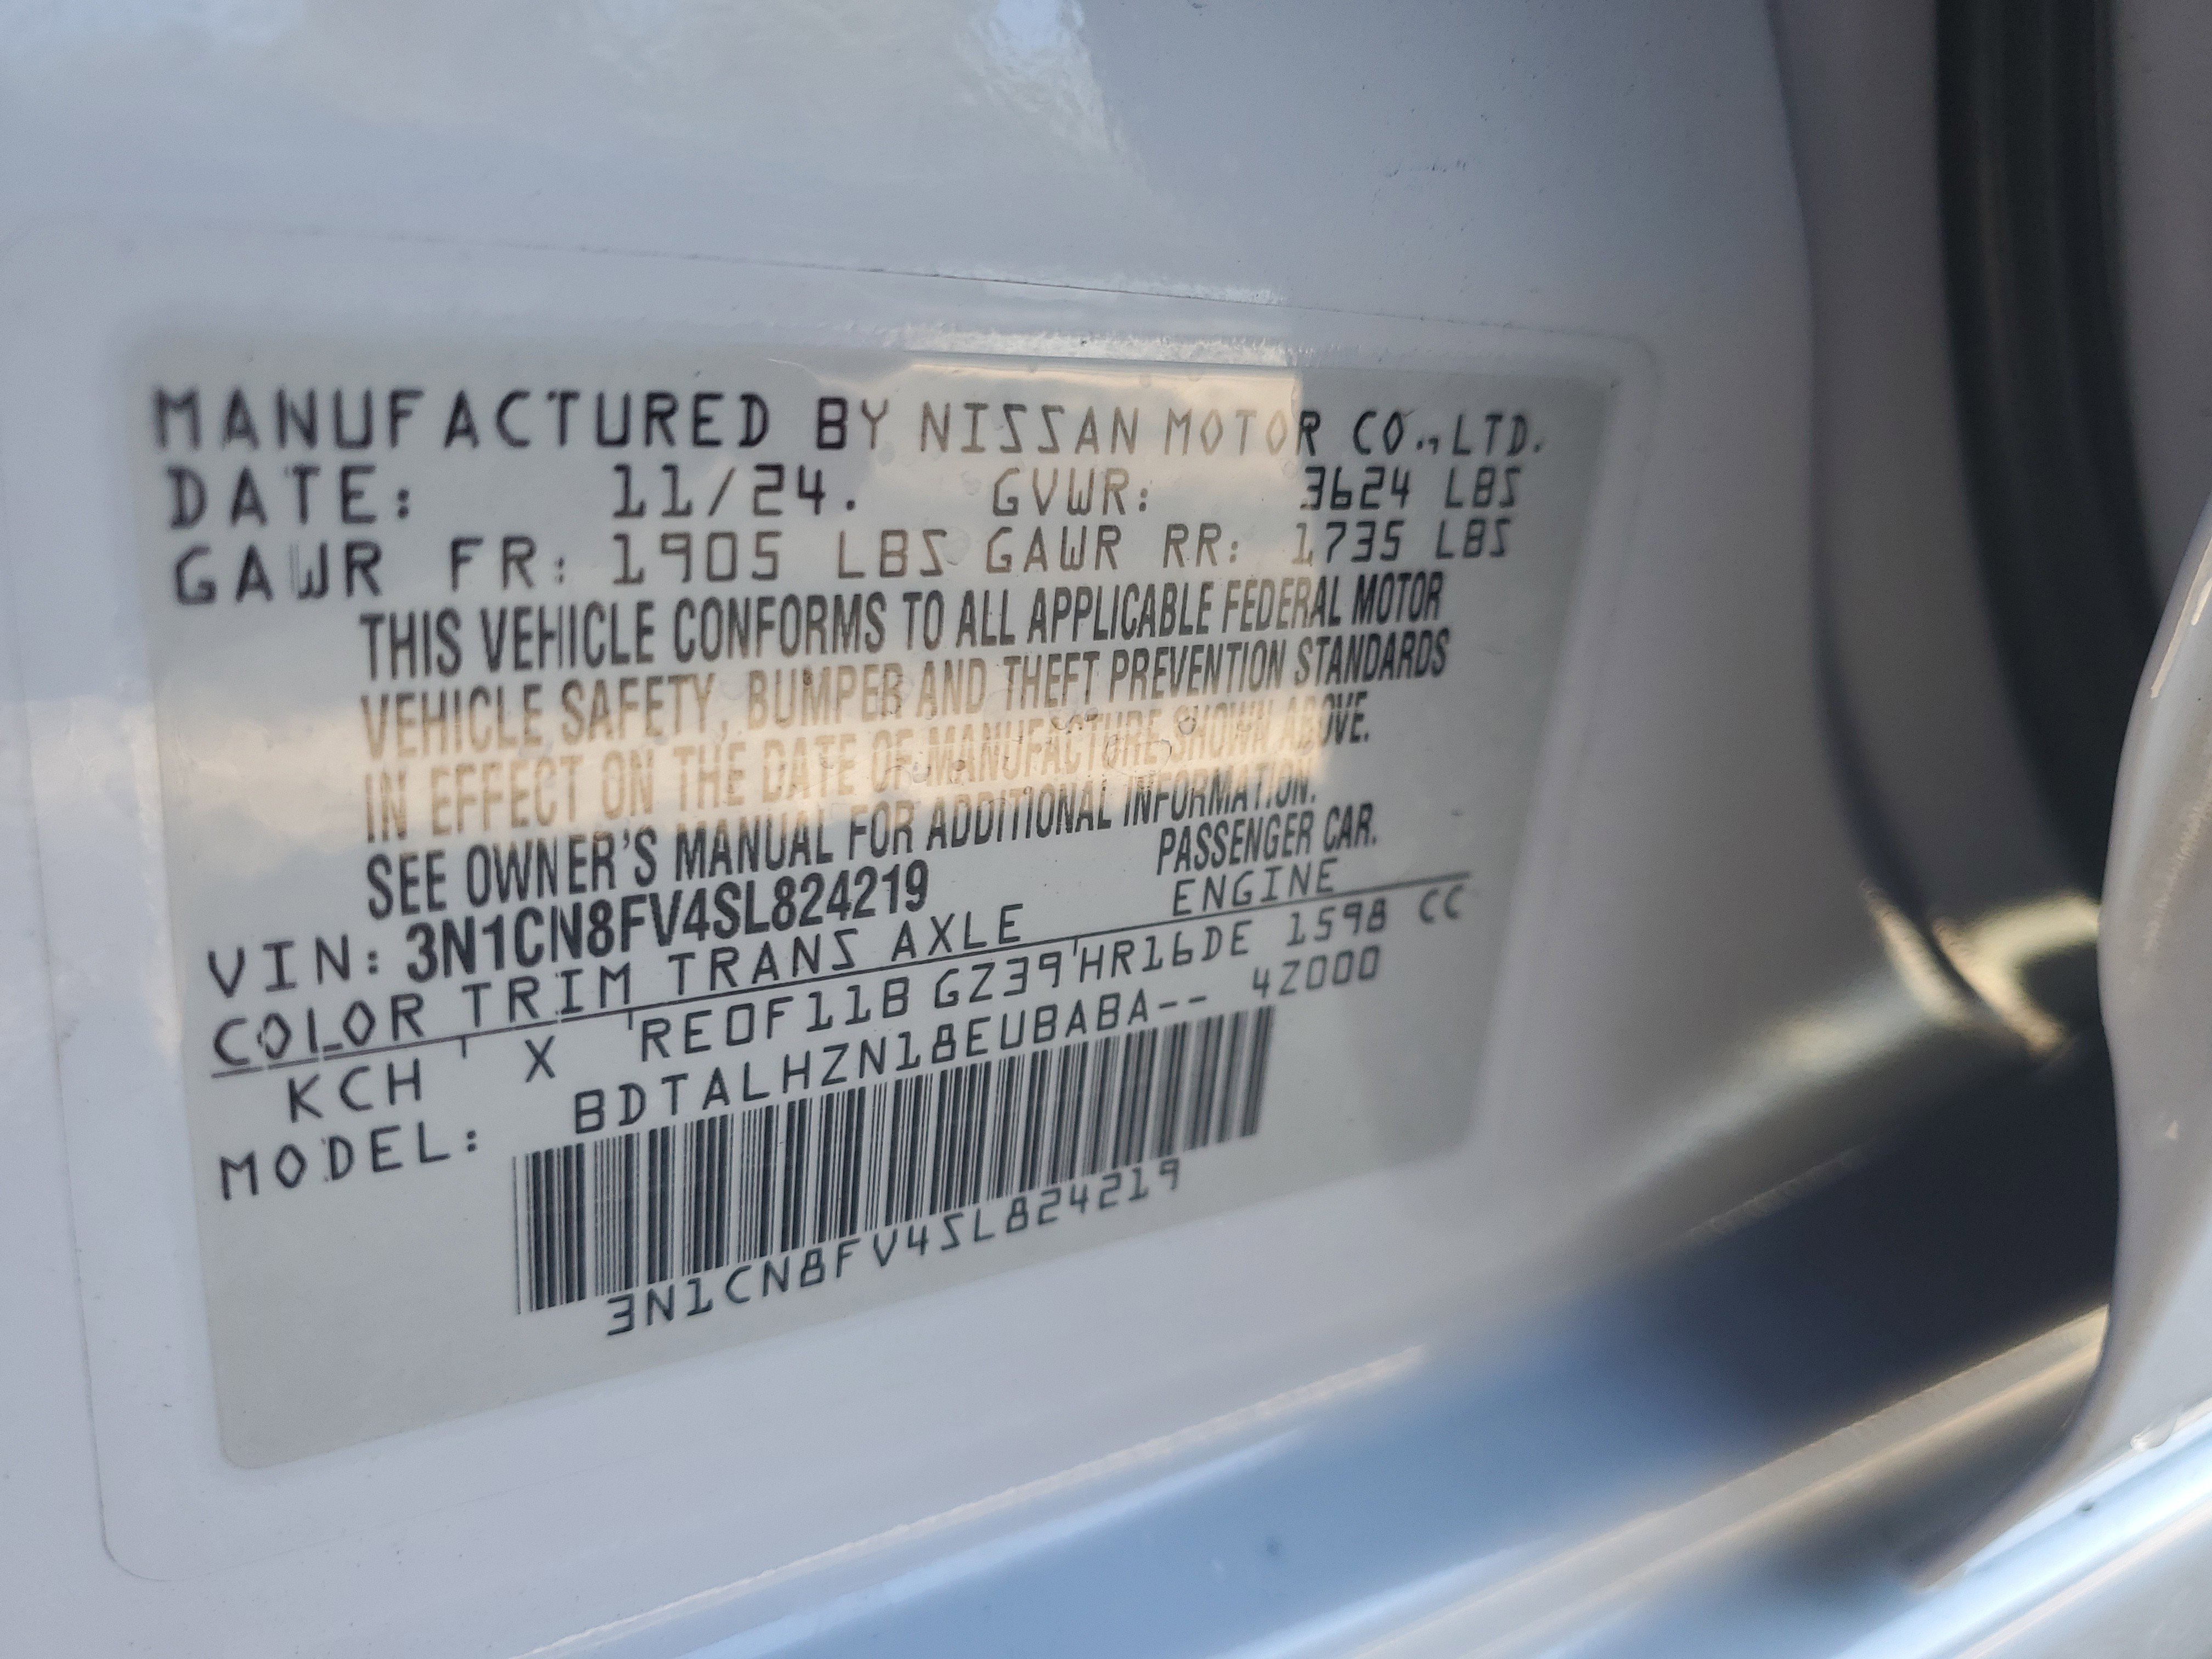 MANUFACTURED BY NISSAN MOTOR CO.,LTD.
DATE: 11/24. GVWR: 3624 LBS
GAWR FR: 1905 LBS GAWR RR: 1735 LBS
THIS VEHICLE CONFORMS TO ALL APPLICABLE FEDERAL MOTOR
VEHICLE SAFETY, BUMPER AND THEFT PREVENTION STANDARDS
IN EFFECT ON THE DATE OF MANUFACTURE SHOWN ABOVE.
SEE OWNER'S MANUAL FOR ADDITIONAL INFORMATION.
VIN: 3N1CN8FV4SL824219 PASSENGER CAR.
COLOR TRIM TRANS AXLE ENGINE
KCH X RE0F11B GZ39 HR16DE 1598 CC
MODEL: BDTALHZN18EUBABA-- 4Z000
3N1CN8FV4SL824219